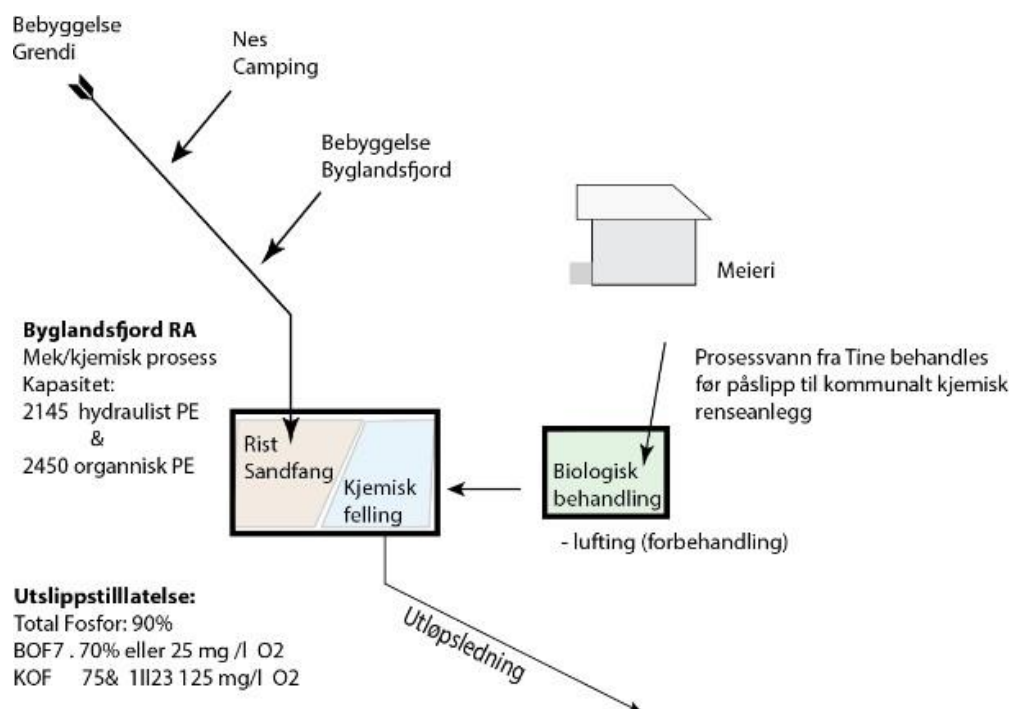 Bebyggelse
Grendi
Nes
Camping
Bebyggelse
Byglandsfjord
Meieri
Byglandsfjord RA
Mek/kjemisk prosess
Kapasitet:
2145 hydraulist PE
&
2450 organnisk PE
Prosessvann fra Tine behandles
før påslipp til kommunalt kjemisk
renseanlegg
Rist
Sandfang
Kjemisk
felling
Biologisk
behandling
- lufting (forbehandling)
Utslippstilllatelse:
Total Fosfor: 90%
BOF7 . 70% eller 25 mg /l O2
KOF 75& 1ll23 125 mg/l O2
Utløpsledning